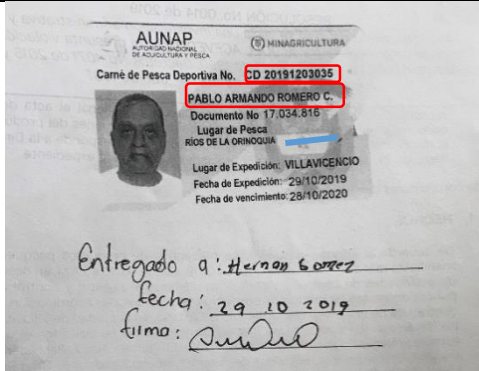 AUNAP
AUTORIDAD NACIONAL
DE ACUICULTURA Y PESCA
MINAGRICULTURA
Carné de Pesca Deportiva No. CD 20191203035
PABLO ARMANDO ROMERO C.
Documento No 17.034.816
Lugar de Pesca
RÍOS DE LA ORINOQUIA
Lugar de Expedición: VILLAVICENCIO
Fecha de Expedición: 29/10/2019
Fecha de vencimiento: 28/10/2020
Entregado a: Hernan Gomez
fecha: 29 10 2019
firma: